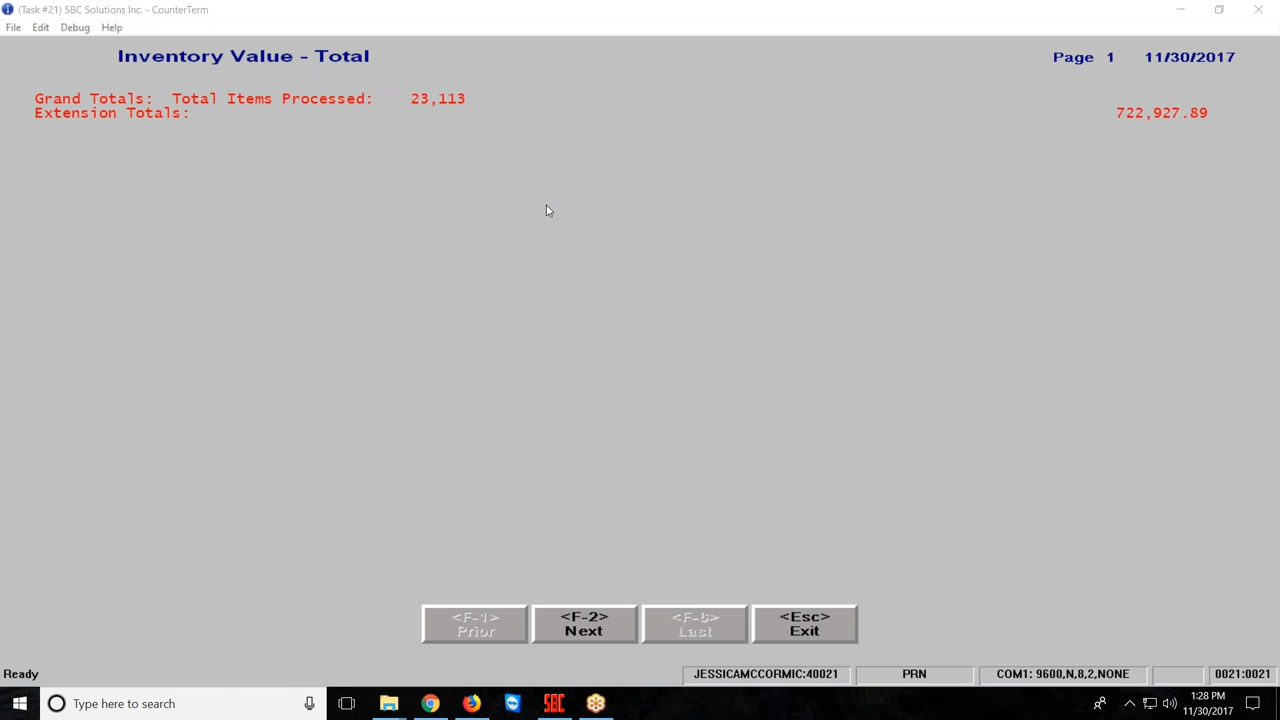 (Task #21) SBC Solutions Inc. - CounterTerm
File Edit Debug Help
Inventory Value - Total Page 1 11/30/2017
Grand Totals: Total Items Processed: 23,113
Extension Totals: 722,927.89
<F-1> Prior
<F-2> Next
<F-6> Last
<Esc> Exit
Ready JESSICAMCCORMIC:40021 PRN COM1: 9600,N,8,2,NONE 0021:0021
Type here to search
SBC
1:28 PM
11/30/2017